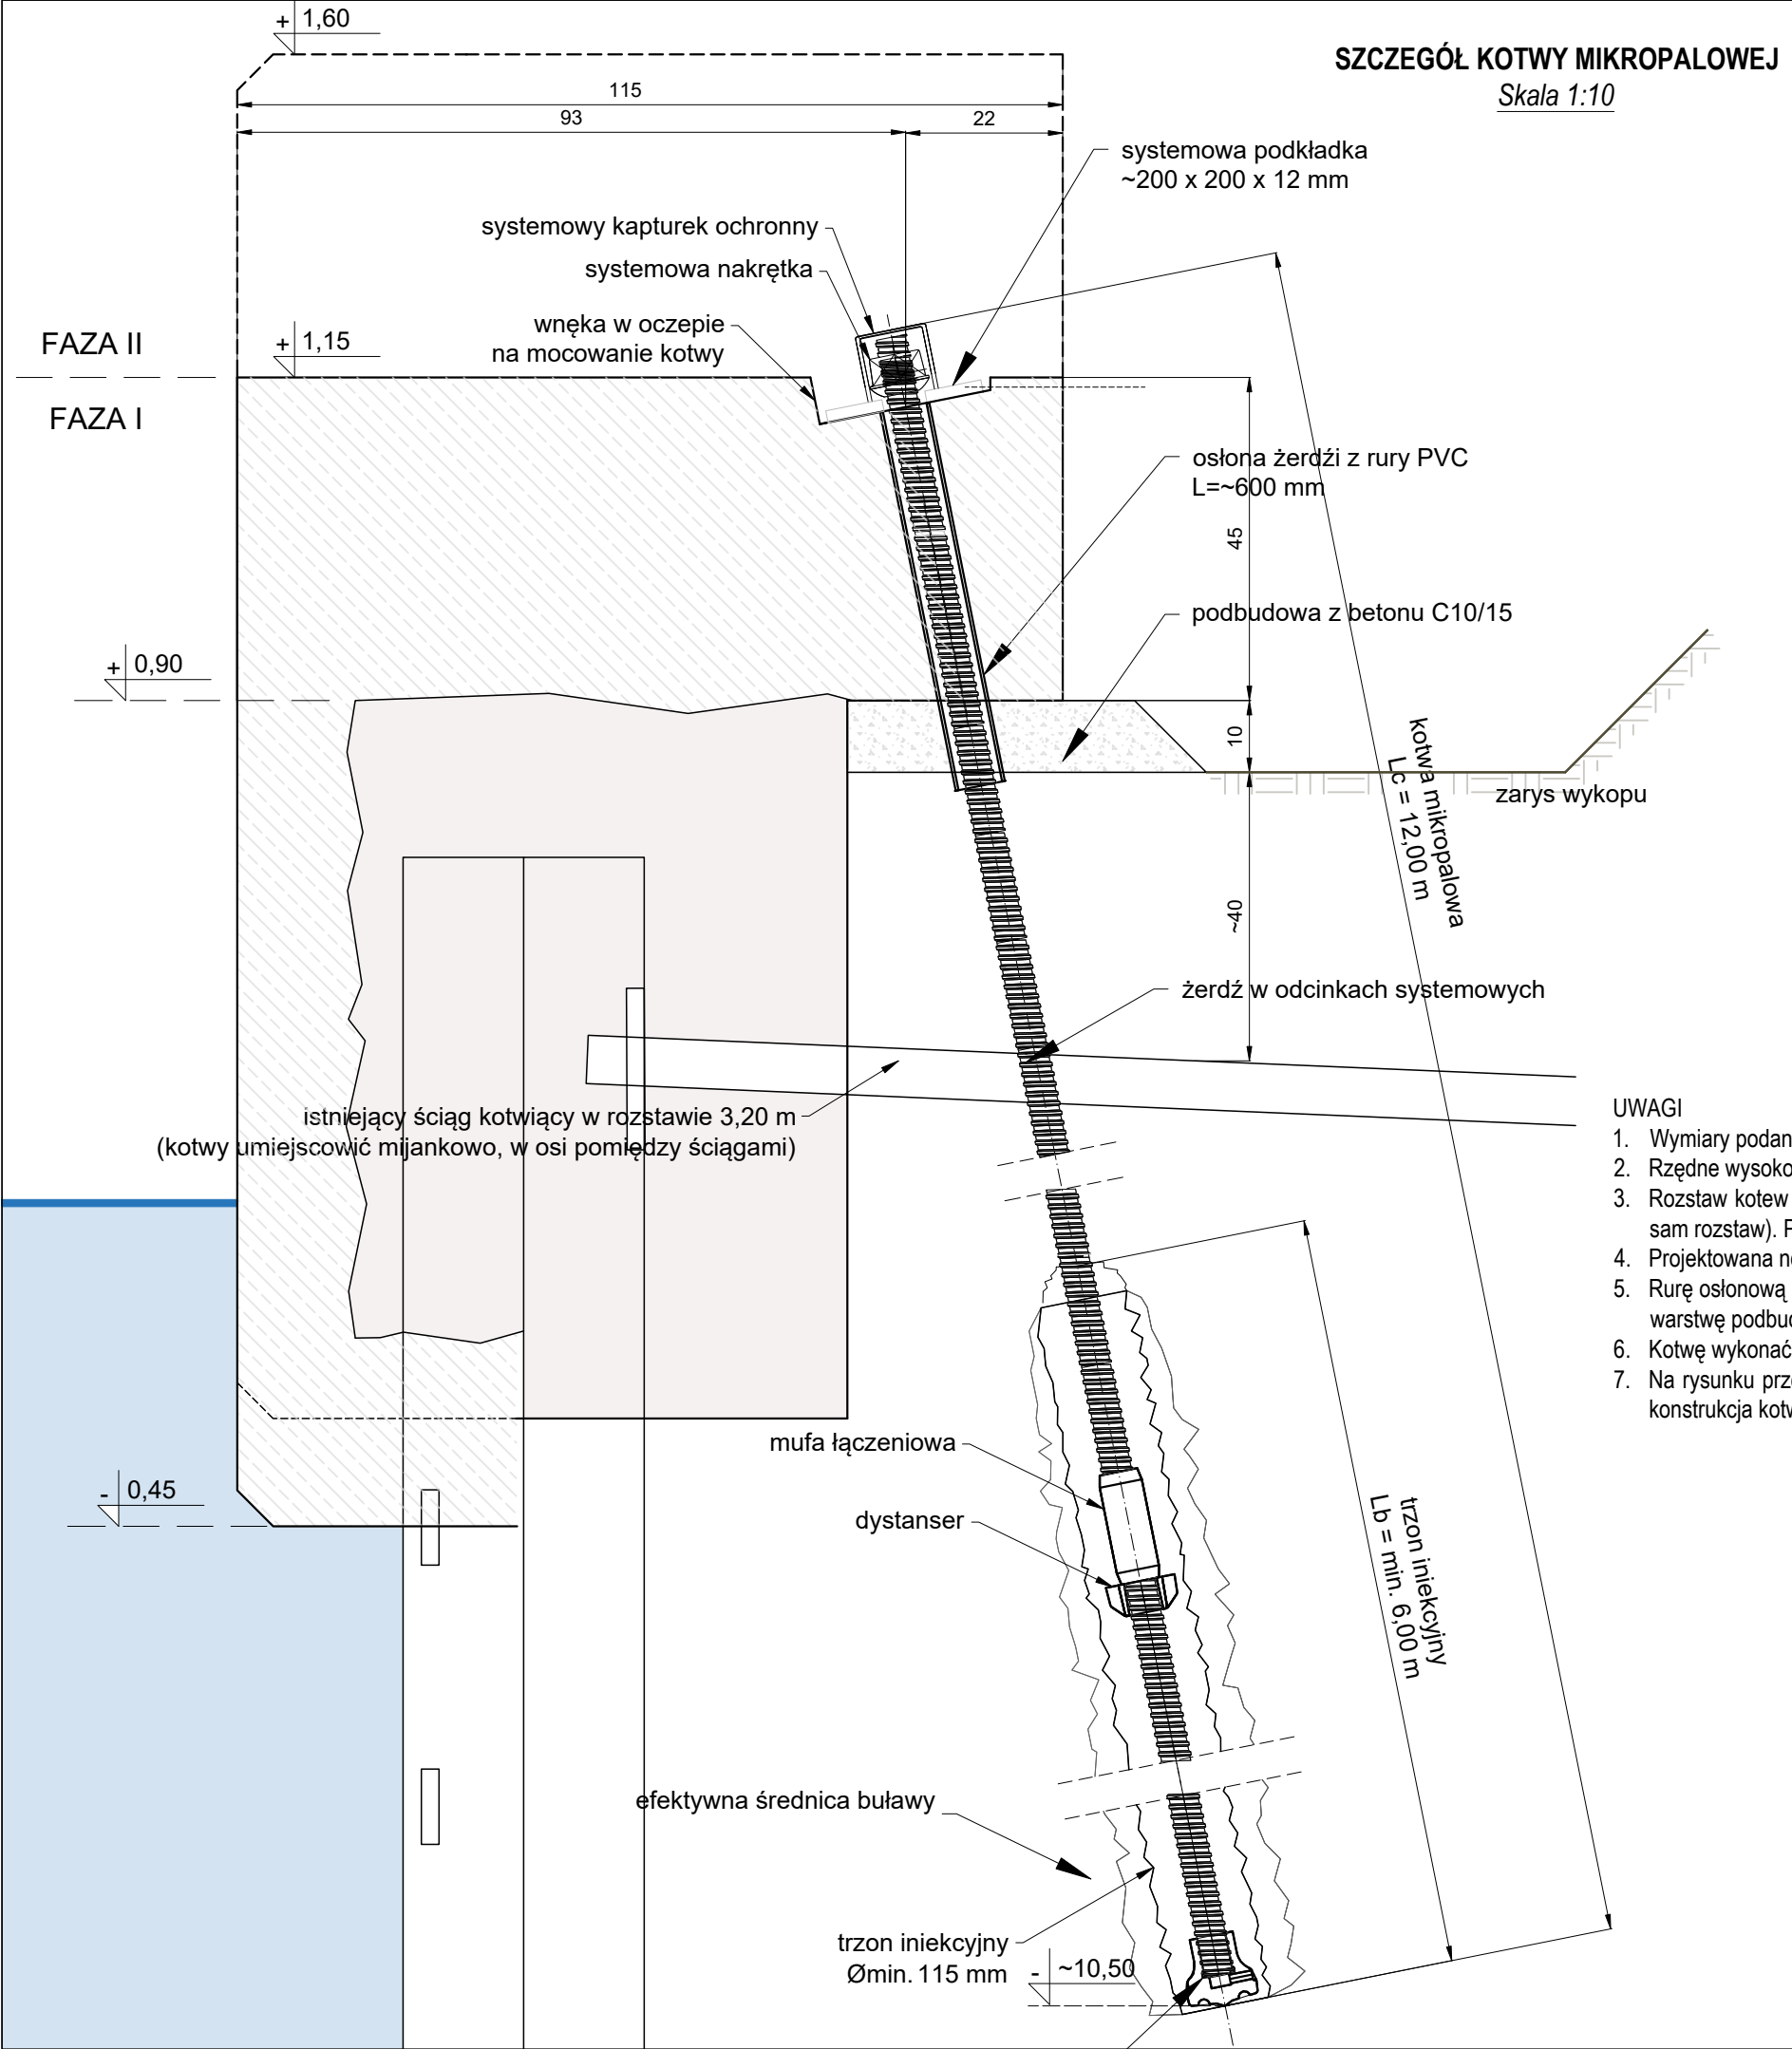 + 1,60
SZCZEGÓŁ KOTWY MIKROPALOWEJ
Skala 1:10
115
93
22
systemowa podkładka
~200 x 200 x 12 mm
systemowy kapturek ochronny
systemowa nakrętka
wnęka w oczepie
na mocowanie kotwy
FAZA II
+ 1,15
FAZA I
osłona żerdźi z rury PVC
L=~600 mm
45
podbudowa z betonu C10/15
+ 0,90
10
kotwa mikropalowa
Lc = 12,00 m
zarys wykopu
~40
żerdź w odcinkach systemowych
istniejący ściąg kotwiący w rozstawie 3,20 m
(kotwy umiejscowić mijankowo, w osi pomiędzy ściągami)
UWAGI
1. Wymiary podan
2. Rzędne wysoko
3. Rozstaw kotew
sam rozstaw). P
4. Projektowana no
5. Rurę osłonową
warstwę podbud
6. Kotwę wykonać
7. Na rysunku prz
konstrukcja kotw
mufa łączeniowa
- 0,45
dystanser
trzon iniekcyjny
Lb = min. 6,00 m
efektywna średnica buławy
trzon iniekcyjny
Ømin. 115 mm
- ~10,50